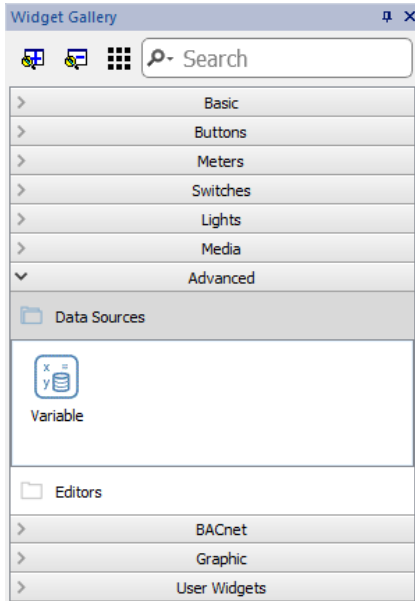 Widget Gallery
Search
Basic
Buttons
Meters
Switches
Lights
Media
Advanced
Data Sources
x =
y
Variable
Editors
BACnet
Graphic
User Widgets